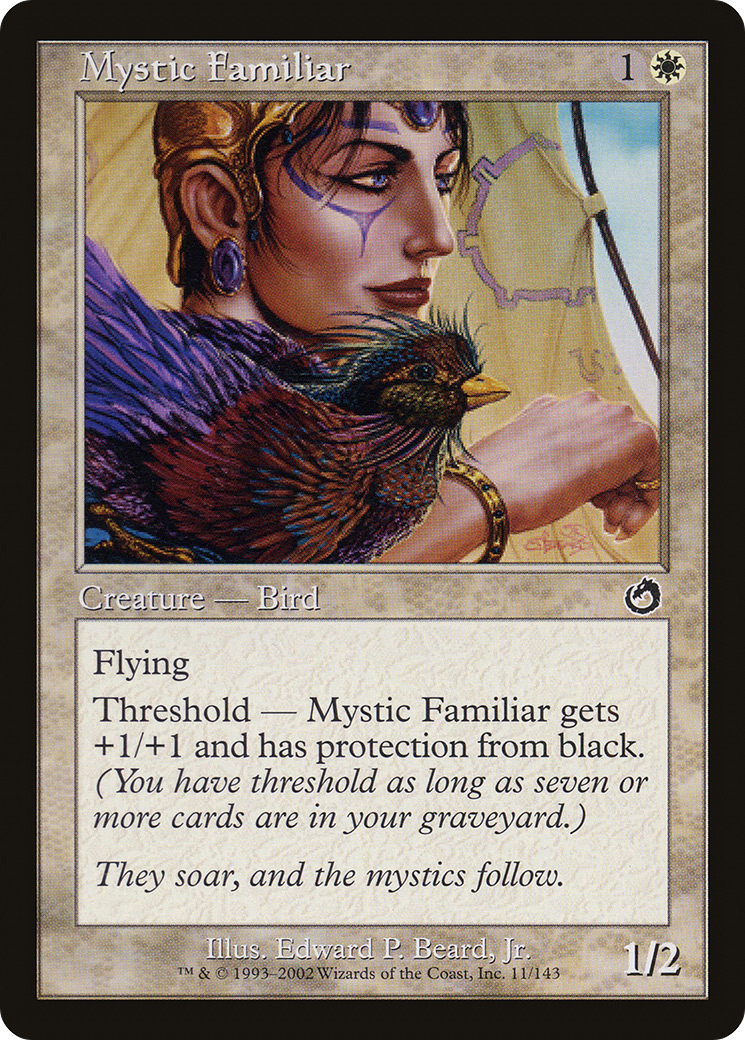 Mystic Familiar 1
Creature — Bird
Flying
Threshold — Mystic Familiar gets
+1/+1 and has protection from black.
(You have threshold as long as seven or
more cards are in your graveyard.)
They soar, and the mystics follow.
Illus. Edward P. Beard, Jr.
™ & © 1993–2002 Wizards of the Coast, Inc. 11/143
1/2